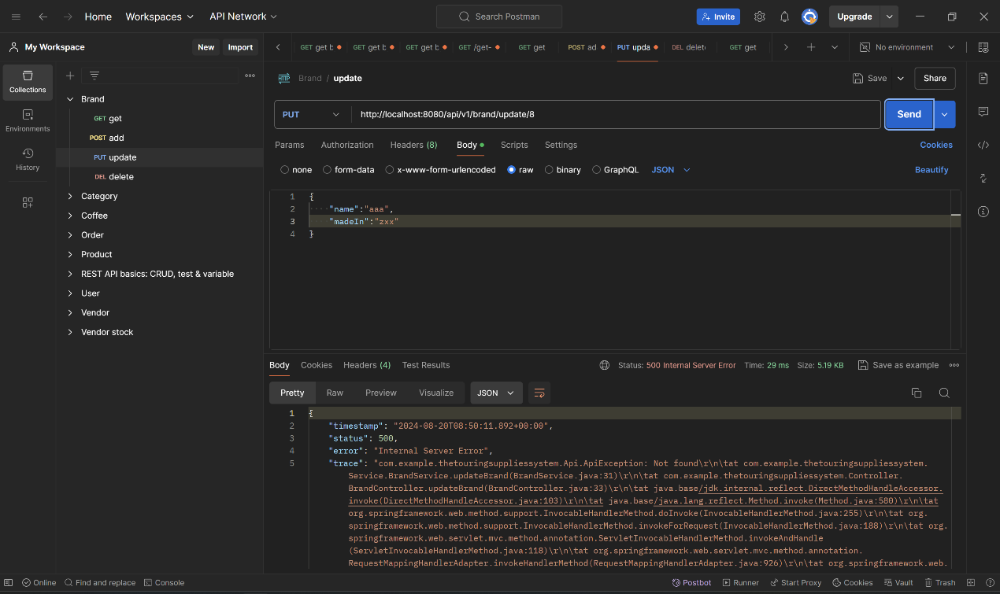 Home
Workspaces
API Network
Search Postman
Invite
Upgrade
My Workspace
New
Import
GET get b
GET get b
GET get b
GET /get-
GET get
POST ad
PUT upda
DEL delet
GET get
No environment
Collections
Environments
History
Brand
GET get
POST add
PUT update
DEL delete
Category
Coffee
Order
Product
REST API basics: CRUD, test & variable
User
Vendor
Vendor stock
HTTP Brand / update
Save
Share
PUT
http://localhost:8080/api/v1/brand/update/8
Send
Params
Authorization
Headers (8)
Body
Scripts
Settings
Cookies
none
form-data
x-www-form-urlencoded
raw
binary
GraphQL
JSON
Beautify
1 {
2 "name":"aaa",
3 "madeIn":"zxx"
4 }
Body
Cookies
Headers (4)
Test Results
Status: 500 Internal Server Error
Time: 29 ms
Size: 5.19 KB
Save as example
Pretty
Raw
Preview
Visualize
JSON
1 {
2 "timestamp": "2024-08-20T08:50:11.892+00:00",
3 "status": 500,
4 "error": "Internal Server Error",
5 "trace": "com.example.thetouringsuppliessystem.Api.ApiException: Not found\r\n\tat com.example.thetouringsuppliessystem.
Service.BrandService.updateBrand(BrandService.java:31)\r\n\tat com.example.thetouringsuppliessystem.Controller.
BrandController.updateBrand(BrandController.java:33)\r\n\tat java.base/jdk.internal.reflect.DirectMethodHandleAccessor.
invoke(DirectMethodHandleAccessor.java:103)\r\n\tat java.base/java.lang.reflect.Method.invoke(Method.java:580)\r\n\tat
org.springframework.web.method.support.InvocableHandlerMethod.doInvoke(InvocableHandlerMethod.java:255)\r\n\tat org.
springframework.web.method.support.InvocableHandlerMethod.invokeForRequest(InvocableHandlerMethod.java:188)\r\n\tat org.
springframework.web.servlet.mvc.method.annotation.ServletInvocableHandlerMethod.invokeAndHandle
(ServletInvocableHandlerMethod.java:118)\r\n\tat org.springframework.web.servlet.mvc.method.annotation.
RequestMappingHandlerAdapter.invokeHandlerMethod(RequestMappingHandlerAdapter.java:926)\r\n\tat org.springframework.web.
Online
Find and replace
Console
Postbot
Runner
Start Proxy
Cookies
Vault
Trash